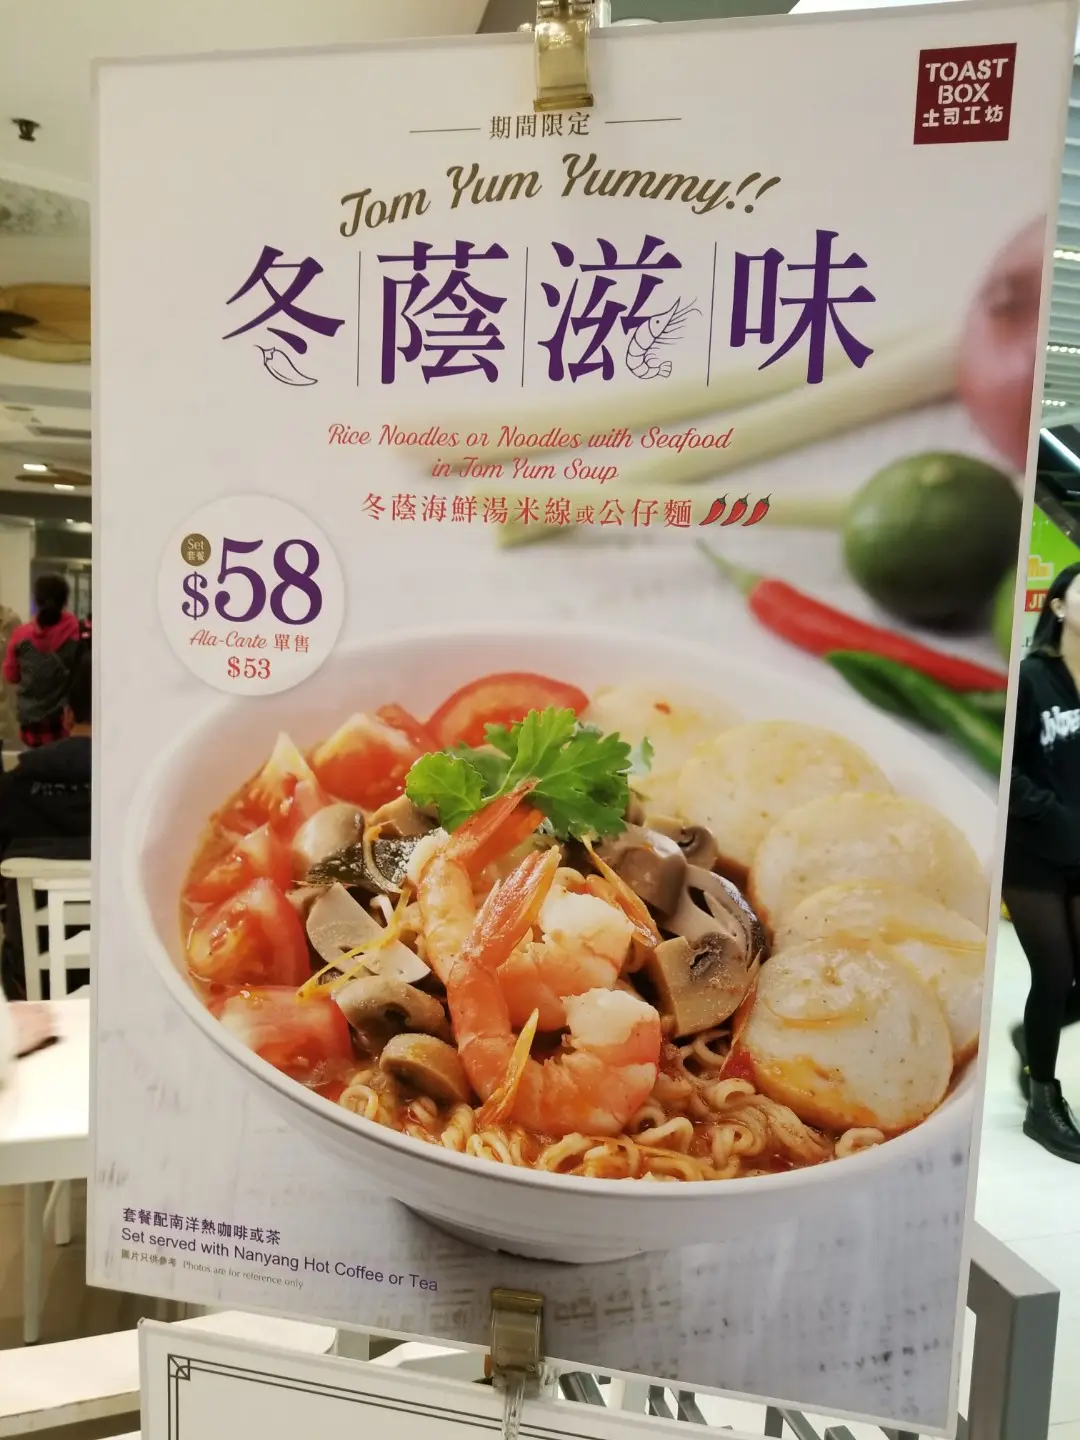 TOAST
BOX
土司工坊
期間限定
Tom Yum Yummy!!
冬蔭滋味
Rice Noodles or Noodles with Seafood
in Tom Yum Soup
冬蔭海鮮湯米線或公仔麵
Set
套餐
$58
Ala-Carte 單售
$53
套餐配南洋熱咖啡或茶
Set served with Nanyang Hot Coffee or Tea
圖片只供參考 Photos are for reference only